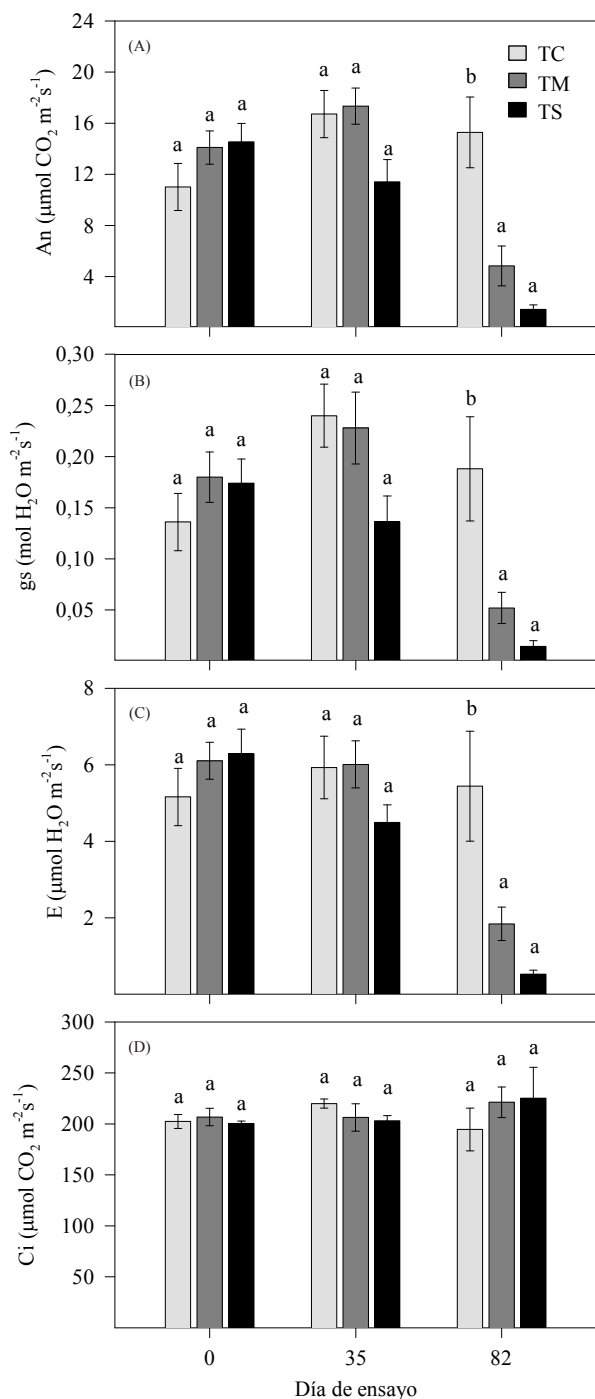 24
(A)
TC
TM
TS
20
16
12
8
4
An (µmol CO₂ m⁻²s⁻¹)
a
a
a
a
a
a
b
a
a
0,30
(B)
0,25
0,20
0,15
0,10
0,05
gs (mol H₂O m⁻²s⁻¹)
a
a
a
a
a
a
b
a
a
8
(C)
6
4
2
E (µmol H₂O m⁻²s⁻¹)
a
a
a
a
a
a
b
a
a
300
(D)
250
200
150
100
50
Ci (µmol CO₂ m⁻²s⁻¹)
a
a
a
a
a
a
a
a
a
0
35
82
Día de ensayo